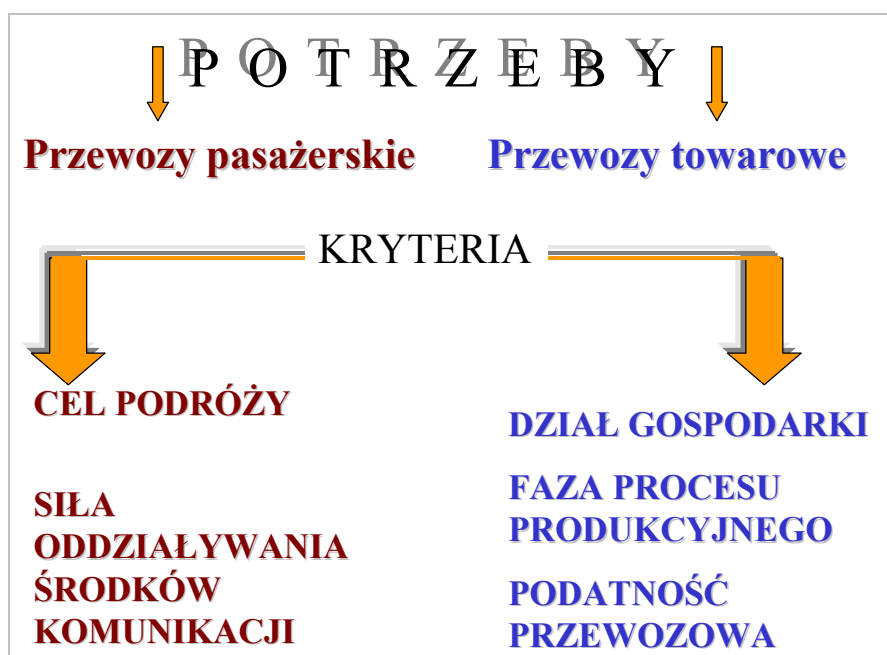 P O T R Z E B Y
Przewozy pasażerskie
Przewozy towarowe
KRYTERIA
CEL PODRÓŻY
SIŁA
ODDZIAŁYWANIA
ŚRODKÓW
KOMUNIKACJI
DZIAŁ GOSPODARKI
FAZA PROCESU
PRODUKCYJNEGO
PODATNOŚĆ
PRZEWOZOWA